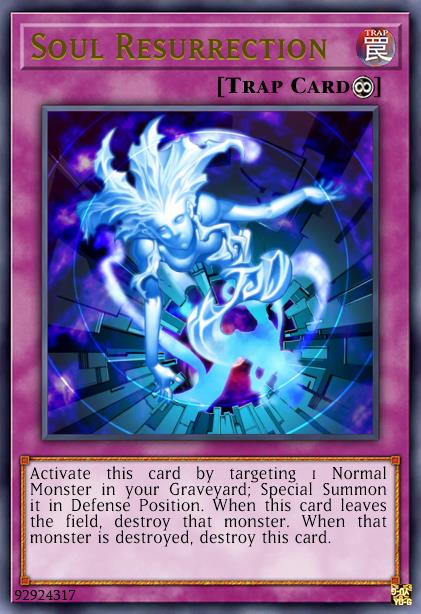 Soul Resurrection
TRAP
罠
[Trap Card♾]
Activate this card by targeting 1 Normal
Monster in your Graveyard; Special Summon
it in Defense Position. When this card leaves
the field, destroy that monster. When that
monster is destroyed, destroy this card.
92924317